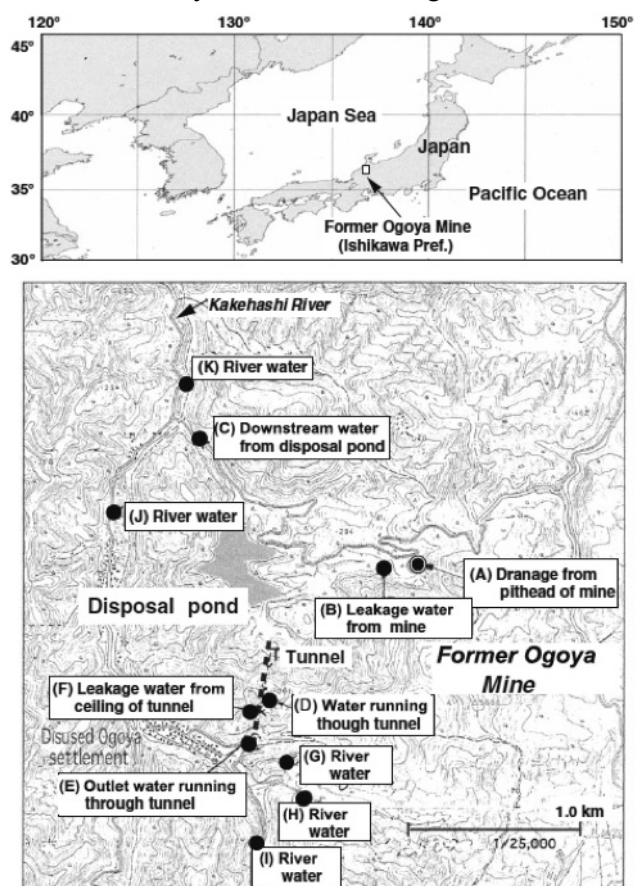 120°
130°
140°
150°
45°
40°
35°
30°
Japan Sea
Japan
Pacific Ocean
Former Ogoya Mine
(Ishikawa Pref.)
Kakehashi River
(K) River water
(C) Downstream water
from disposal pond
(J) River water
(A) Dranage from
pithead of mine
(B) Leakage water
from mine
Disposal pond
Tunnel
Former Ogoya
Mine
(F) Leakage water from
ceiling of tunnel
(D) Water running
though tunnel
Disused Ogoya
settlement
(G) River
water
(E) Outlet water running
through tunnel
(H) River
water
1.0 km
1/25,000
(I) River
water